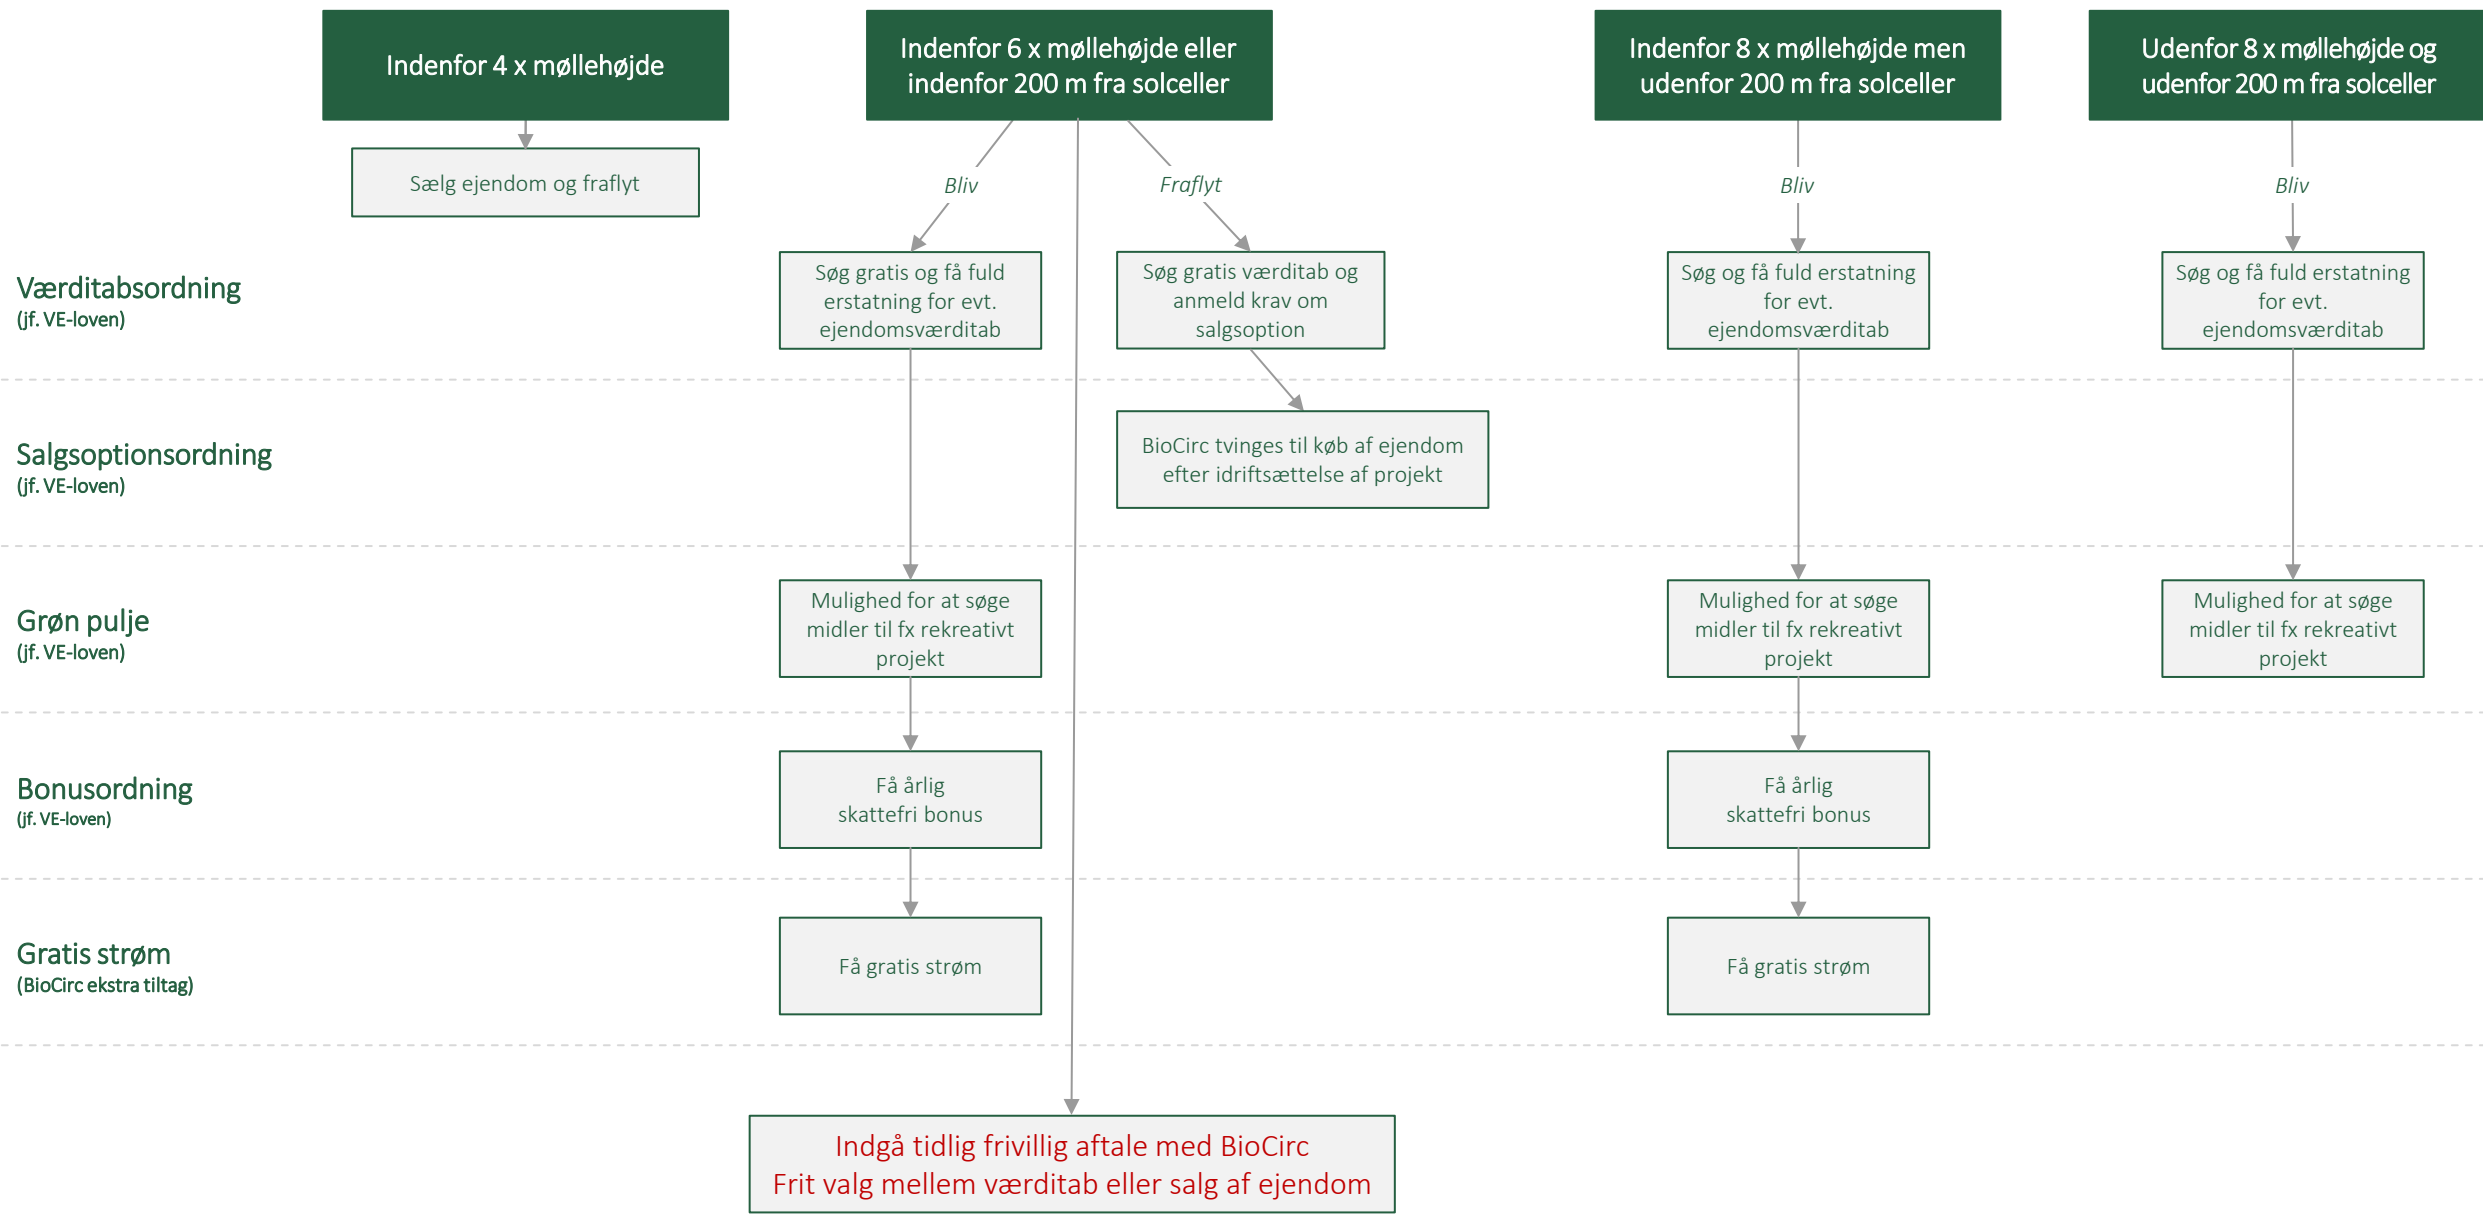 Indenfor 4 x møllehøjde
Indenfor 6 x møllehøjde eller
indenfor 200 m fra solceller
Indenfor 8 x møllehøjde men
udenfor 200 m fra solceller
Udenfor 8 x møllehøjde og
udenfor 200 m fra solceller
Sælg ejendom og fraflyt
Bliv
Fraflyt
Bliv
Bliv
Værditabsordning
(jf. VE-loven)
Søg gratis og få fuld
erstatning for evt.
ejendomsværditab
Søg gratis værditab og
anmeld krav om
salgsoption
Søg og få fuld erstatning
for evt.
ejendomsværditab
Søg og få fuld erstatning
for evt.
ejendomsværditab
Salgsoptionsordning
(jf. VE-loven)
BioCirc tvinges til køb af ejendom
efter idriftsættelse af projekt
Grøn pulje
(jf. VE-loven)
Mulighed for at søge
midler til fx rekreativt
projekt
Mulighed for at søge
midler til fx rekreativt
projekt
Mulighed for at søge
midler til fx rekreativt
projekt
Bonusordning
(jf. VE-loven)
Få årlig
skattefri bonus
Få årlig
skattefri bonus
Gratis strøm
(BioCirc ekstra tiltag)
Få gratis strøm
Få gratis strøm
Indgå tidlig frivillig aftale med BioCirc
Frit valg mellem værditab eller salg af ejendom